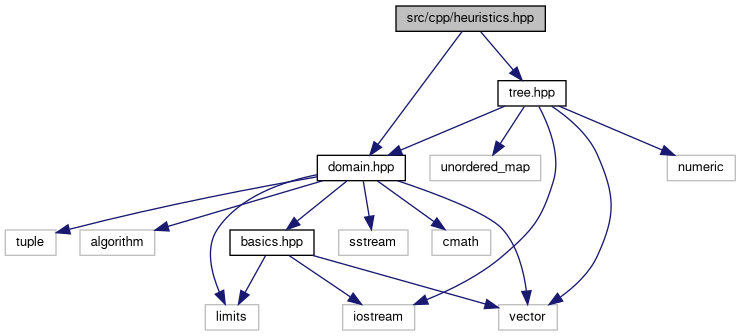 src/cpp/heuristics.hpp
tree.hpp
domain.hpp
unordered_map
numeric
tuple
algorithm
basics.hpp
sstream
cmath
limits
iostream
vector